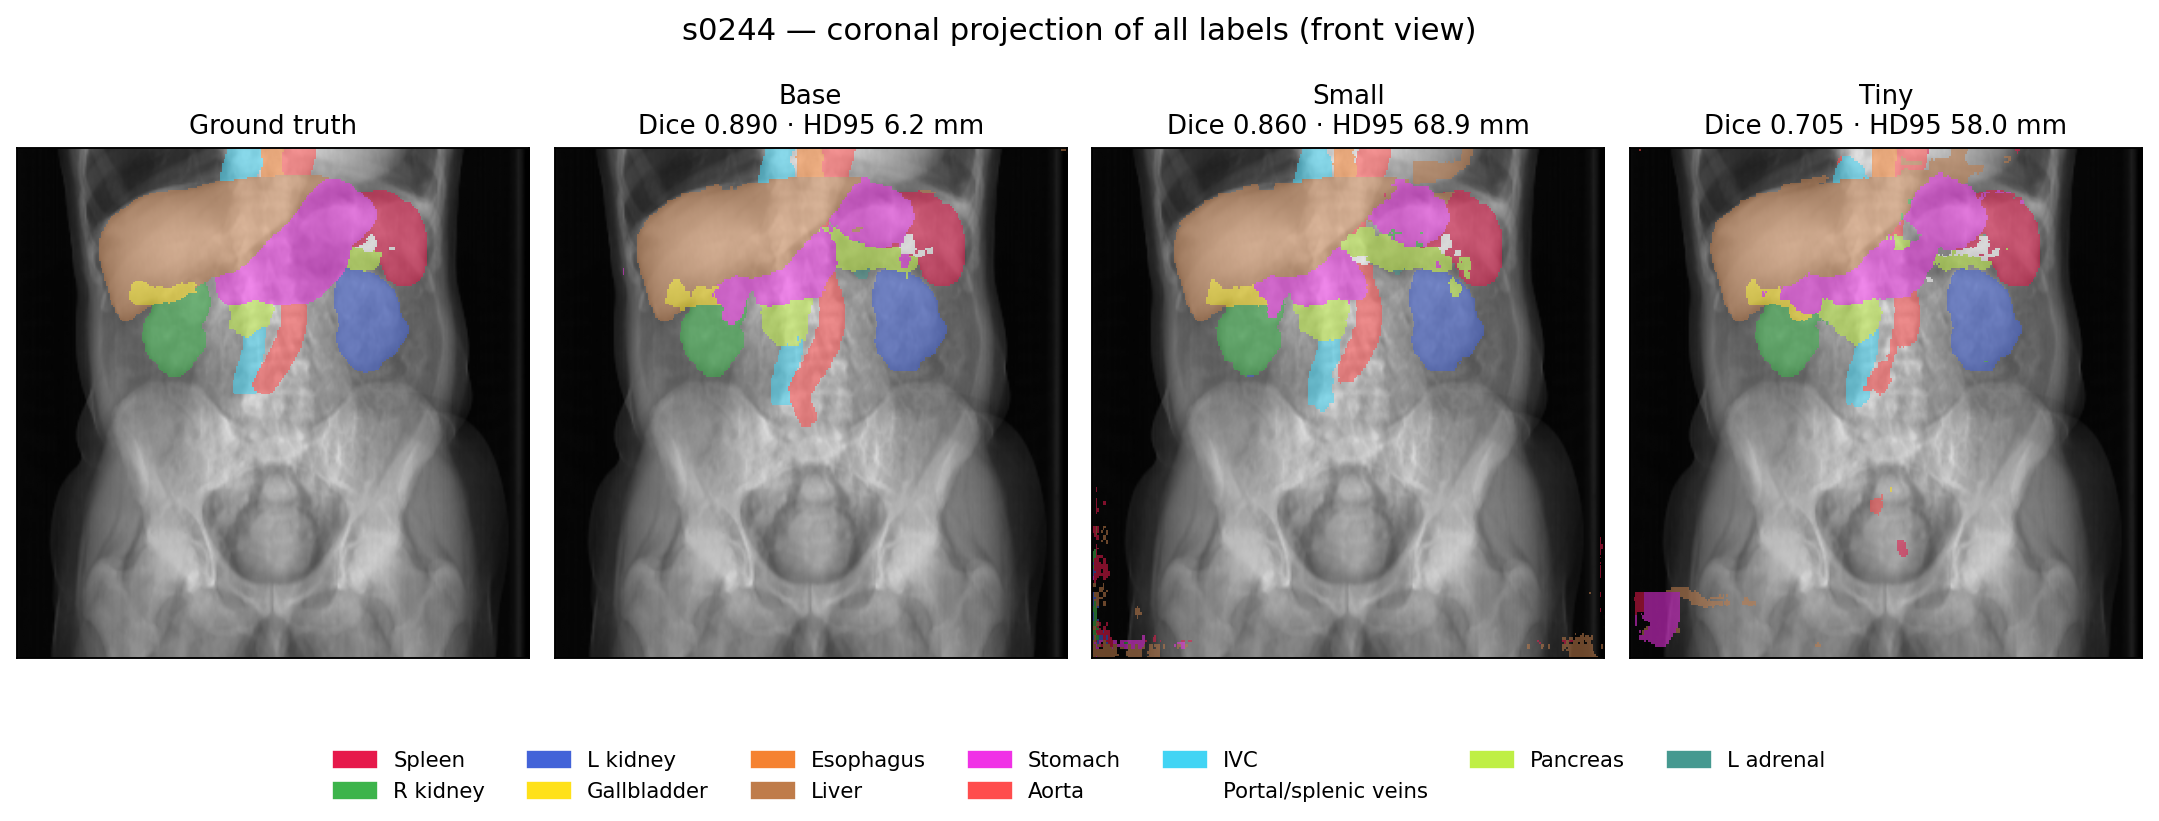 s0244 — coronal projection of all labels (front view)
Ground truth
Base
Dice 0.890 · HD95 6.2 mm
Small
Dice 0.860 · HD95 68.9 mm
Tiny
Dice 0.705 · HD95 58.0 mm
Spleen
R kidney
L kidney
Gallbladder
Esophagus
Liver
Stomach
Aorta
IVC
Portal/splenic veins
Pancreas
L adrenal